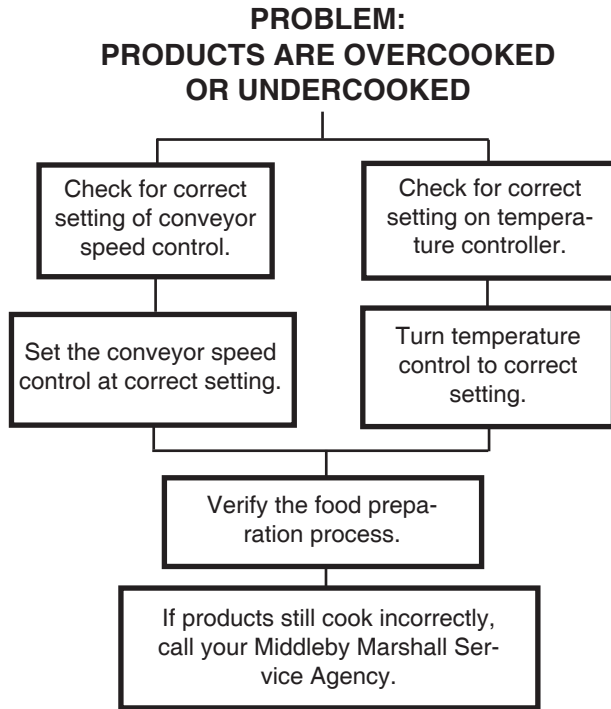 PROBLEM:
PRODUCTS ARE OVERCOOKED
OR UNDERCOOKED
Check for correct
setting of conveyor
speed control.
Check for correct
setting on tempera-
ture controller.
Set the conveyor speed
control at correct setting.
Turn temperature
control to correct
setting.
Verify the food prepa-
ration process.
If products still cook incorrectly,
call your Middleby Marshall Ser-
vice Agency.